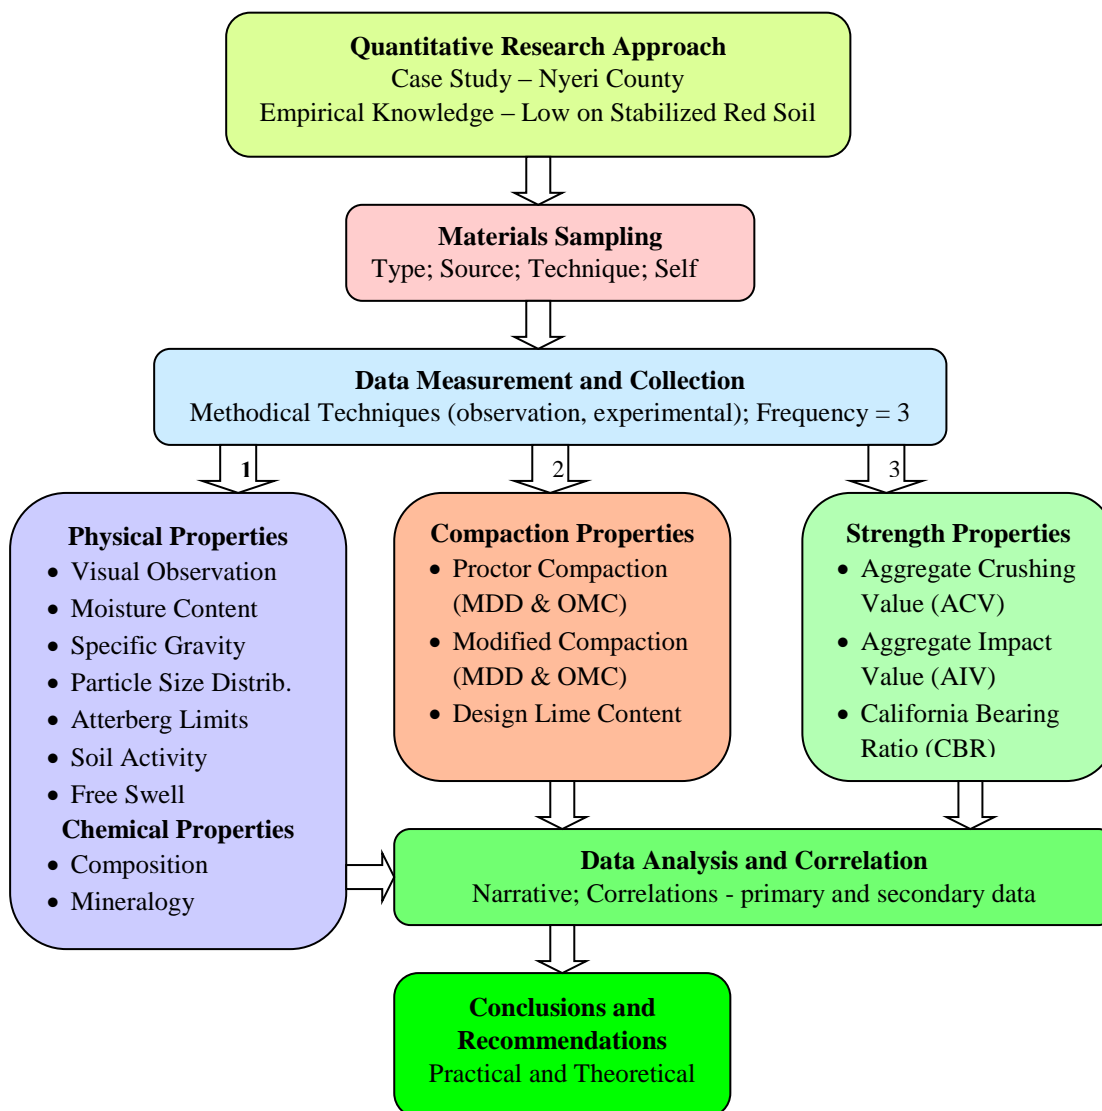 Quantitative Research Approach
Case Study – Nyeri County
Empirical Knowledge – Low on Stabilized Red Soil
Materials Sampling
Type; Source; Technique; Self
Data Measurement and Collection
Methodical Techniques (observation, experimental); Frequency = 3
1
2
3
Physical Properties
• Visual Observation
• Moisture Content
• Specific Gravity
• Particle Size Distrib.
• Atterberg Limits
• Soil Activity
• Free Swell
Chemical Properties
• Composition
• Mineralogy
Compaction Properties
• Proctor Compaction
(MDD & OMC)
• Modified Compaction
(MDD & OMC)
• Design Lime Content
Strength Properties
• Aggregate Crushing
Value (ACV)
• Aggregate Impact
Value (AIV)
• California Bearing
Ratio (CBR)
Data Analysis and Correlation
Narrative; Correlations - primary and secondary data
Conclusions and
Recommendations
Practical and Theoretical